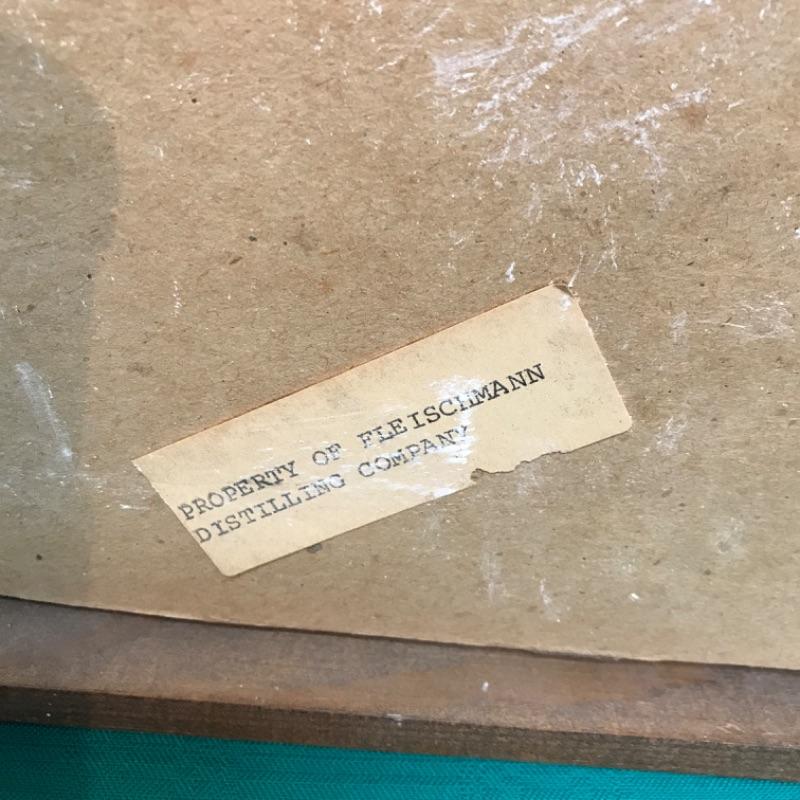 PROPERTY OF FLEISCHMANN
DISTILLING COMPANY